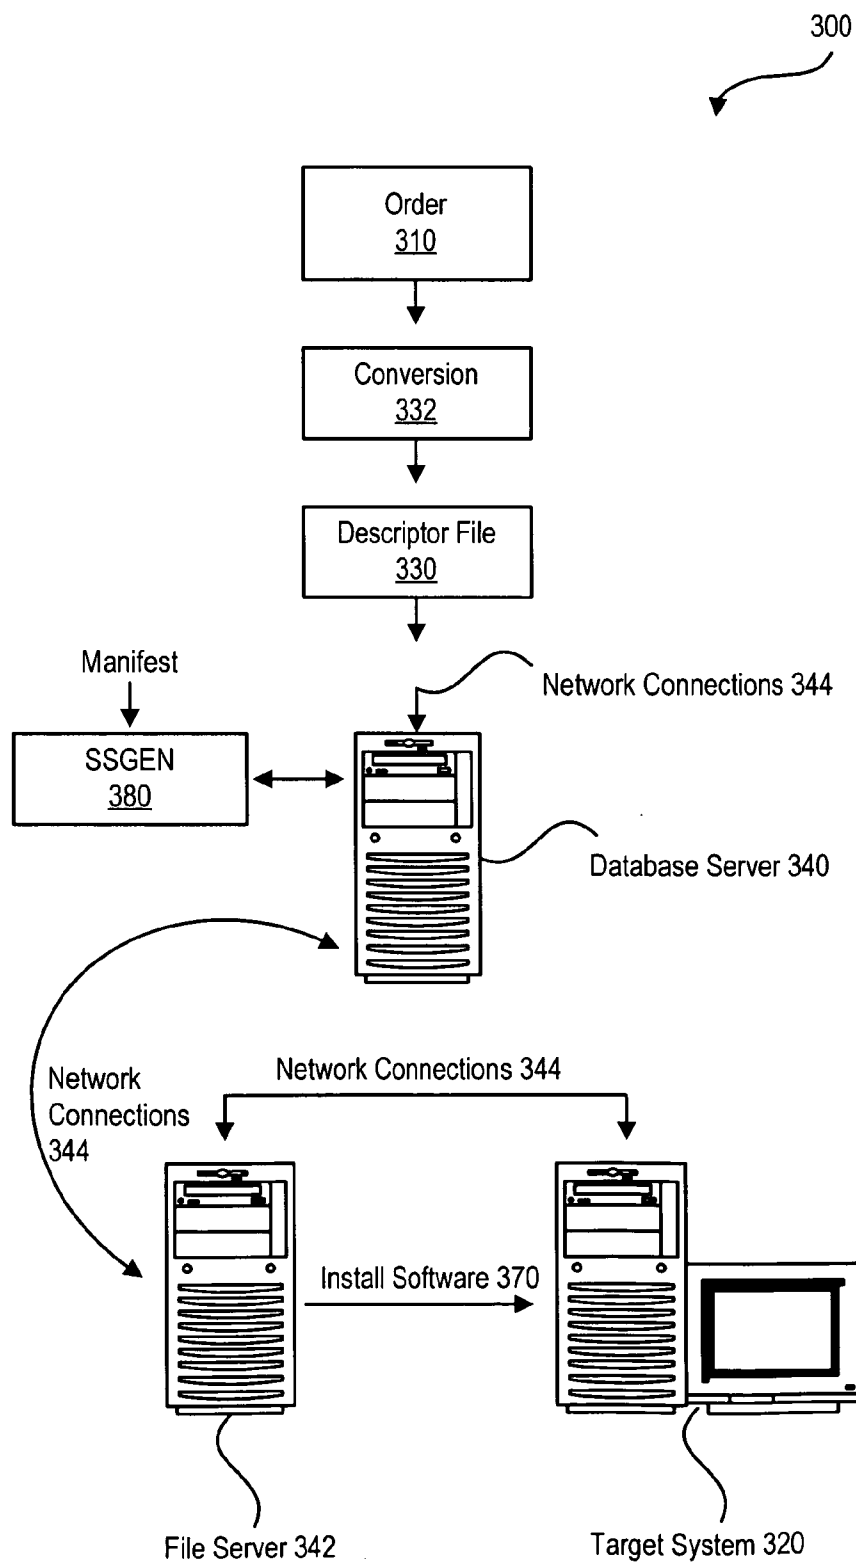 300
Order
310
Conversion
332
Descriptor File
330
Manifest
Network Connections 344
SSGEN
380
Database Server 340
Network Connections 344
Network
Connections
344
Install Software 370
File Server 342
Target System 320